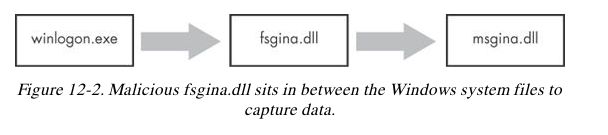 winlogon.exe fsgina.dll msgina.dll
Figure 12-2. Malicious fsgina.dll sits in between the Windows system files to
capture data.